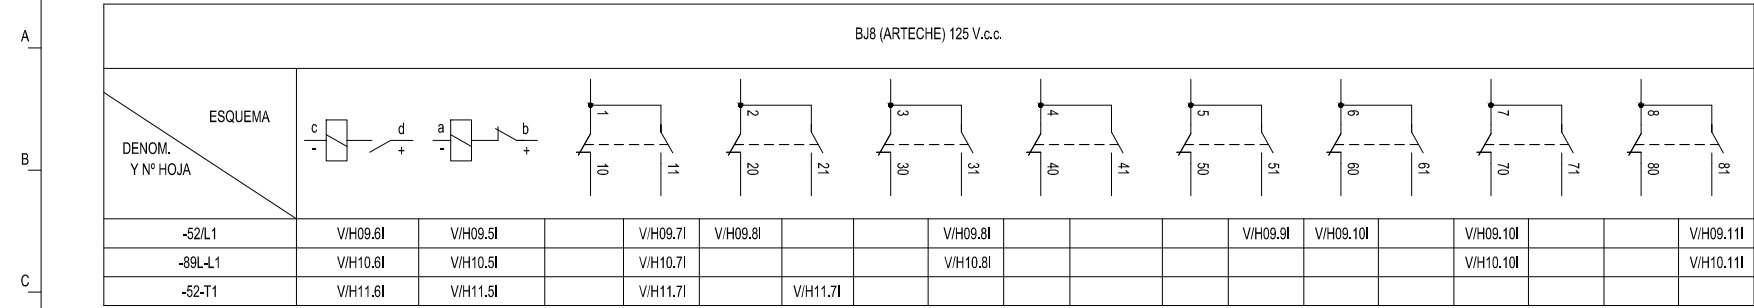 BJ8 (ARTECHE) 125 V.c.c.
A
ESQUEMA
DENOM.
Y Nº HOJA
c d a b 1 2 3 4 5 6 7 8
- + - +
10 11 20 21 30 31 40 41 50 51 60 61 70 71 80 81
B
-52/L1 V/H09.6I V/H09.5I V/H09.7I V/H09.8I V/H09.8I V/H09.9I V/H09.10I V/H09.10I V/H09.11I
-89L-L1 V/H10.6I V/H10.5I V/H10.7I V/H10.8I V/H10.10I V/H10.11I
C
-52-T1 V/H11.6I V/H11.5I V/H11.7I V/H11.7I